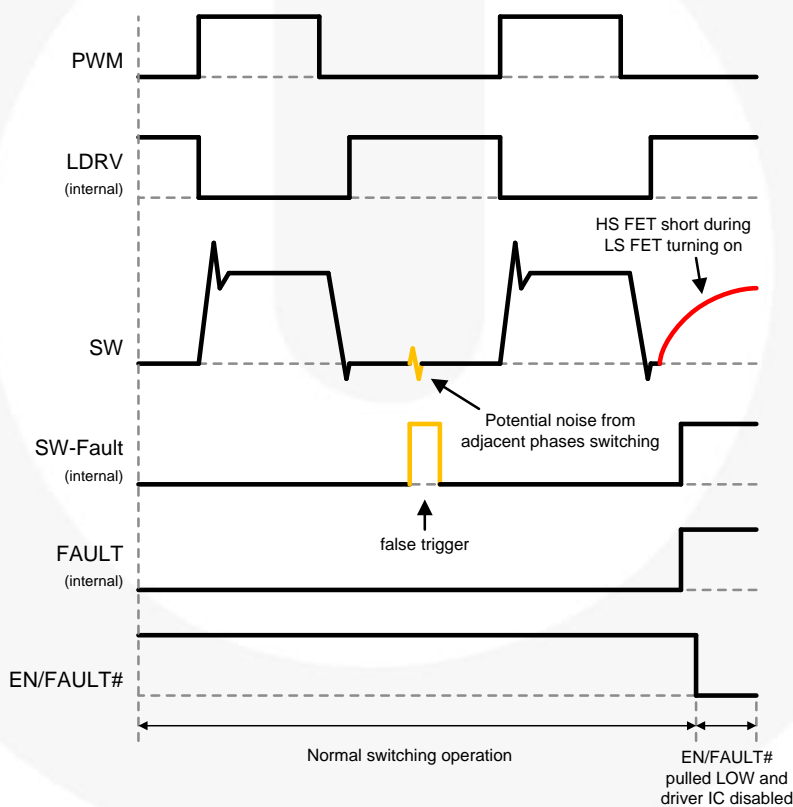 PWM
LDRV
(internal)
HS FET short during
LS FET turning on
SW
Potential noise from
adjacent phases switching
SW-Fault
(internal)
false trigger
FAULT
(internal)
EN/FAULT#
Normal switching operation
EN/FAULT#
pulled LOW and
driver IC disabled